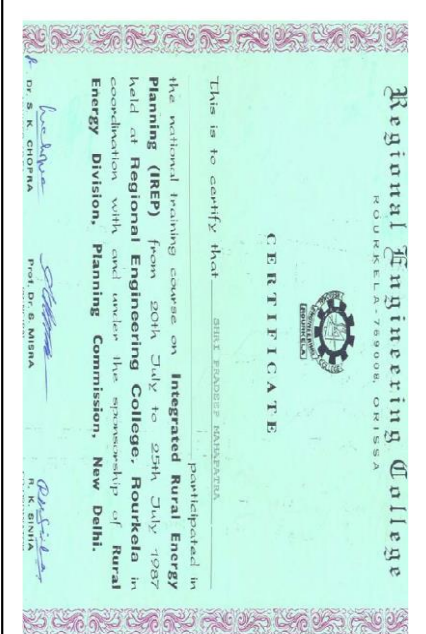 Regional Engineering College
ROURKELA-769008, ORISSA
ROURKELA
CERTIFICATE
This is to certify that SHRI PRADEEP MAHAPATRA participated in
the national training course on Integrated Rural Energy
Planning (IREP) from 20th July to 25th July 1987
held at Regional Engineering College, Rourkela in
coordination with and under the sponsorship of Rural
Energy Division, Planning Commission, New Delhi.
Dr. S. K. CHOPRA
Prof. Dr. G. MISRA
R. K. SINHA